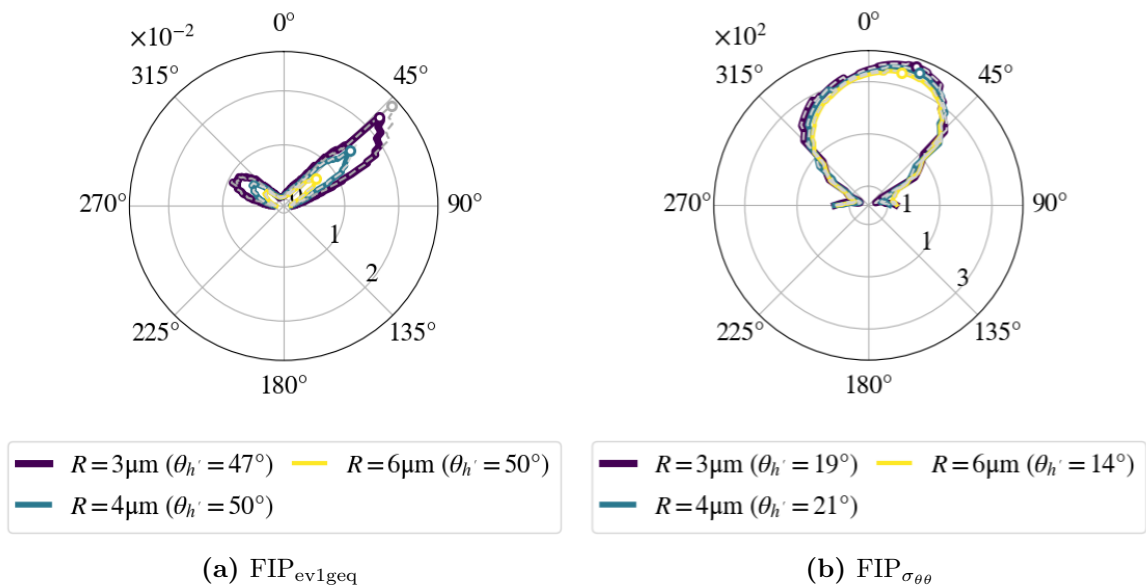 0°
×10⁻²
315°
45°
270°
90°
1
2
225°
135°
180°
R=3μm (θh′=47°)
R=6μm (θh′=50°)
R=4μm (θh′=50°)
(a) FIPev1geq
0°
×10²
315°
45°
270°
90°
-1
1
3
225°
135°
180°
R=3μm (θh′=19°)
R=6μm (θh′=14°)
R=4μm (θh′=21°)
(b) FIPσθθ